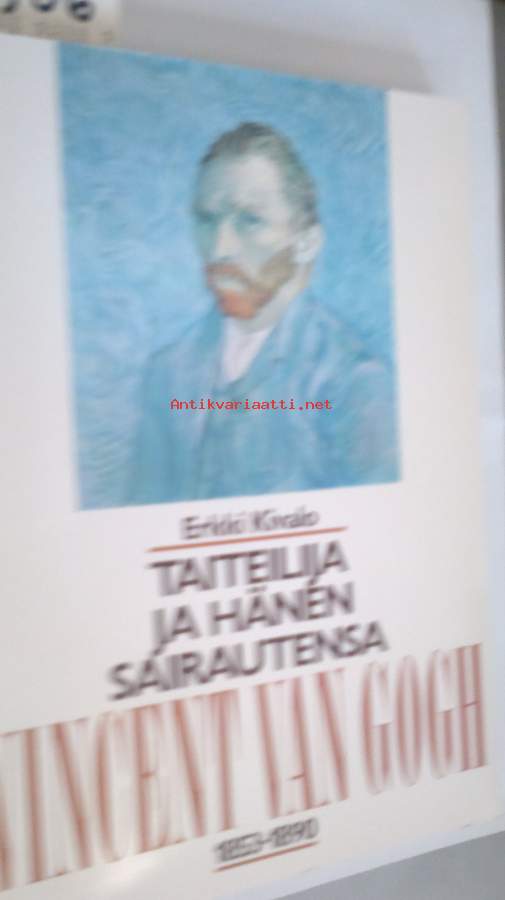 Antikvariaatti.net
Erkki Kivalo
TAITEILIJA
JA HÄNEN
SAIRAUTENSA
VINCENT VAN GOGH
1853-1890